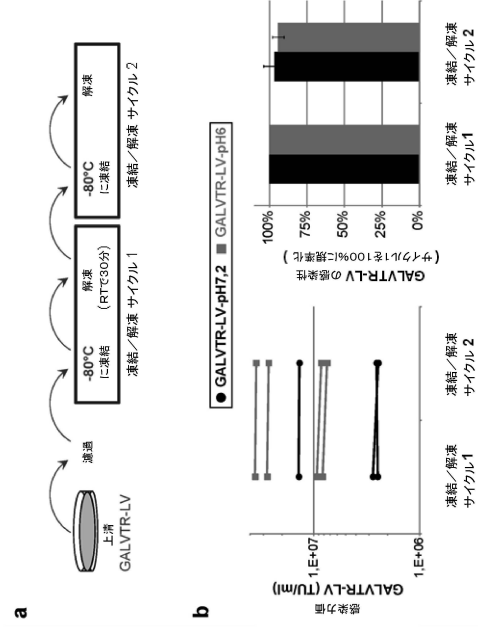 a
上清
GALVTR-LV
濾過
-80°C
に凍結
解凍
(RTで30分)
凍結／解凍 サイクル 1
-80°C
に凍結
解凍
凍結／解凍 サイクル 2
b
GALVTR-LV-pH7,2
GALVTR-LV-pH6
感染力価
GALVTR-LV (TU/ml)
1,E+07
1,E+06
凍結／解凍
サイクル1
凍結／解凍
サイクル 2
GALVTR-LV の感染性
(サイクル1を100%に規準化)
100%
75%
50%
25%
0%
凍結／解凍
サイクル1
凍結／解凍
サイクル 2